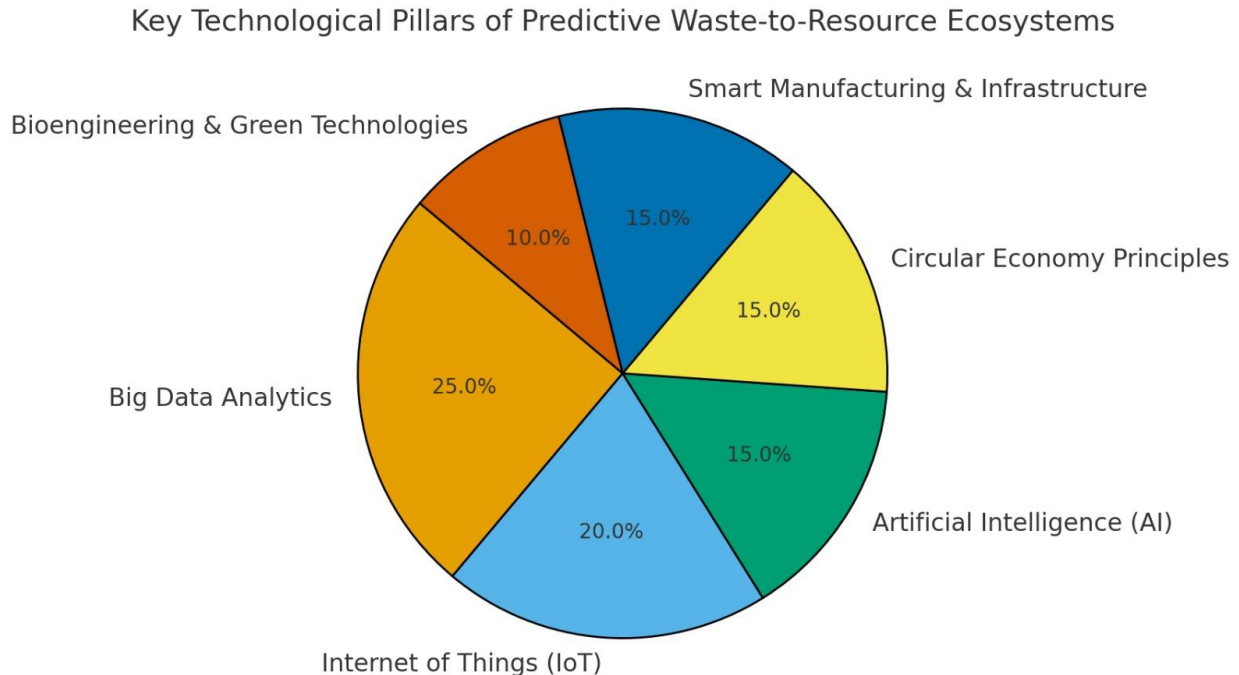 Key Technological Pillars of Predictive Waste-to-Resource Ecosystems
Smart Manufacturing & Infrastructure
Bioengineering & Green Technologies
15.0%
10.0%
Circular Economy Principles
15.0%
Big Data Analytics
25.0%
15.0%
Artificial Intelligence (AI)
20.0%
Internet of Things (IoT)